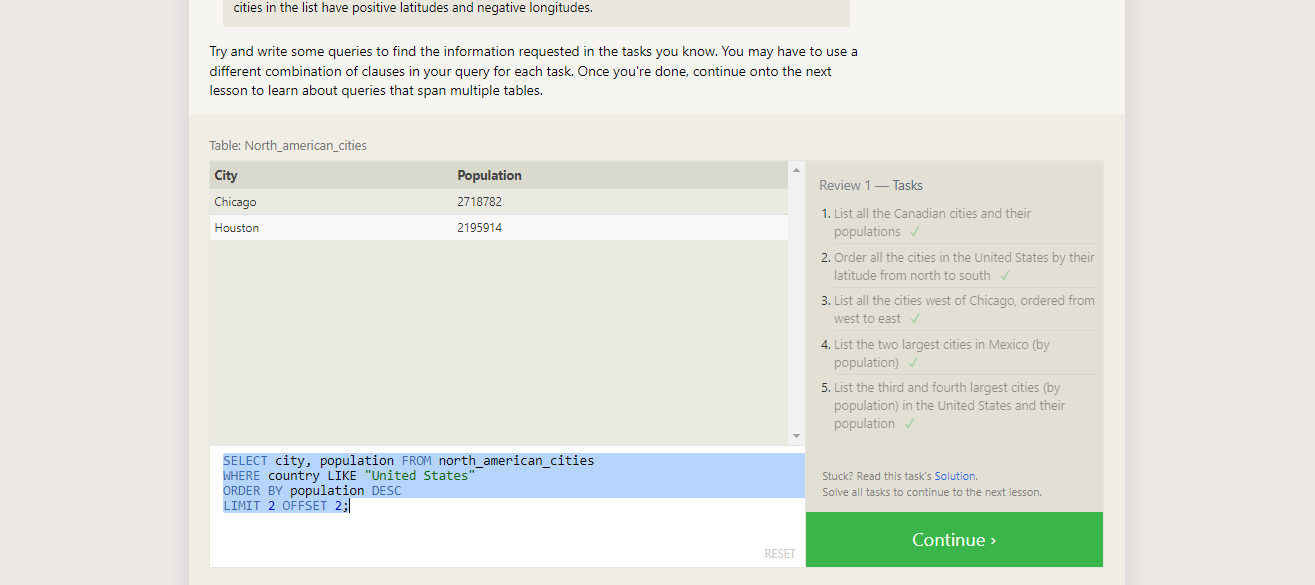 cities in the list have positive latitudes and negative longitudes.
Try and write some queries to find the information requested in the tasks you know. You may have to use a
different combination of clauses in your query for each task. Once you're done, continue onto the next
lesson to learn about queries that span multiple tables.
Table: North_american_cities
City Population
Chicago 2718782
Houston 2195914
SELECT city, population FROM north_american_cities
WHERE country LIKE "United States"
ORDER BY population DESC
LIMIT 2 OFFSET 2;
RESET
Review 1 — Tasks
1. List all the Canadian cities and their
populations ✓
2. Order all the cities in the United States by their
latitude from north to south ✓
3. List all the cities west of Chicago, ordered from
west to east ✓
4. List the two largest cities in Mexico (by
population) ✓
5. List the third and fourth largest cities (by
population) in the United States and their
population ✓
Stuck? Read this task's Solution.
Solve all tasks to continue to the next lesson.
Continue ›